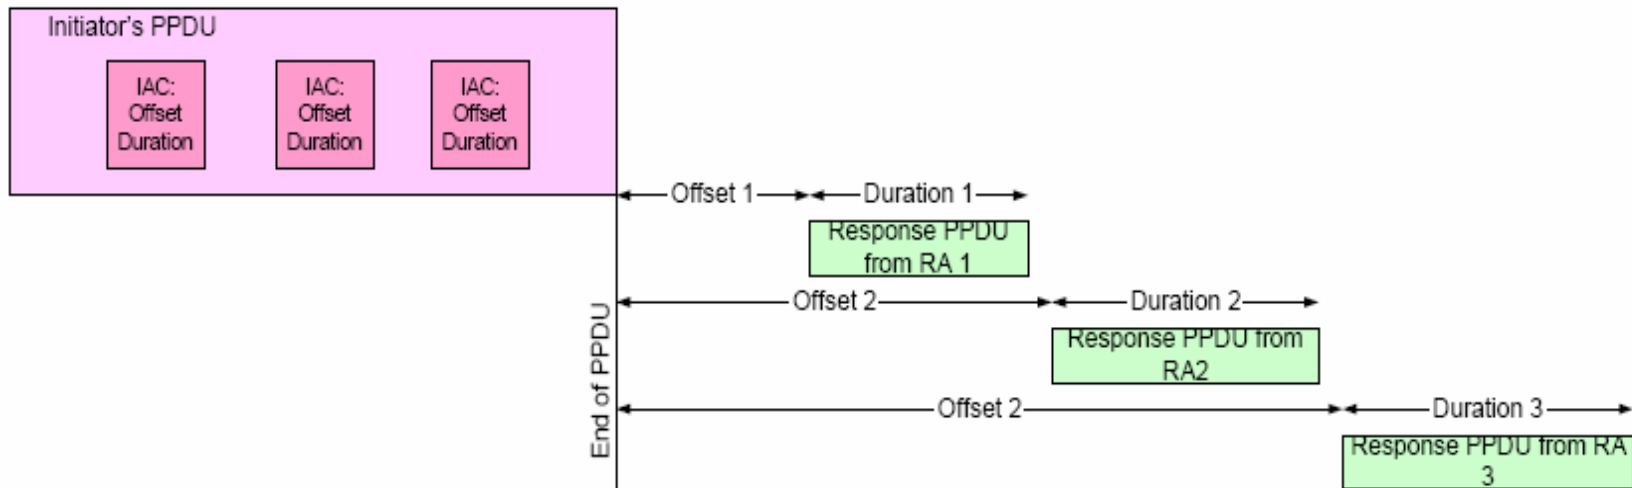 Initiator's PPDU
IAC:
Offset
Duration
IAC:
Offset
Duration
IAC:
Offset
Duration
Offset 1
Duration 1
Response PPDU
from RA 1
Offset 2
Duration 2
Response PPDU from
RA2
End of PPDU
Offset 2
Duration 3
Response PPDU from RA
3